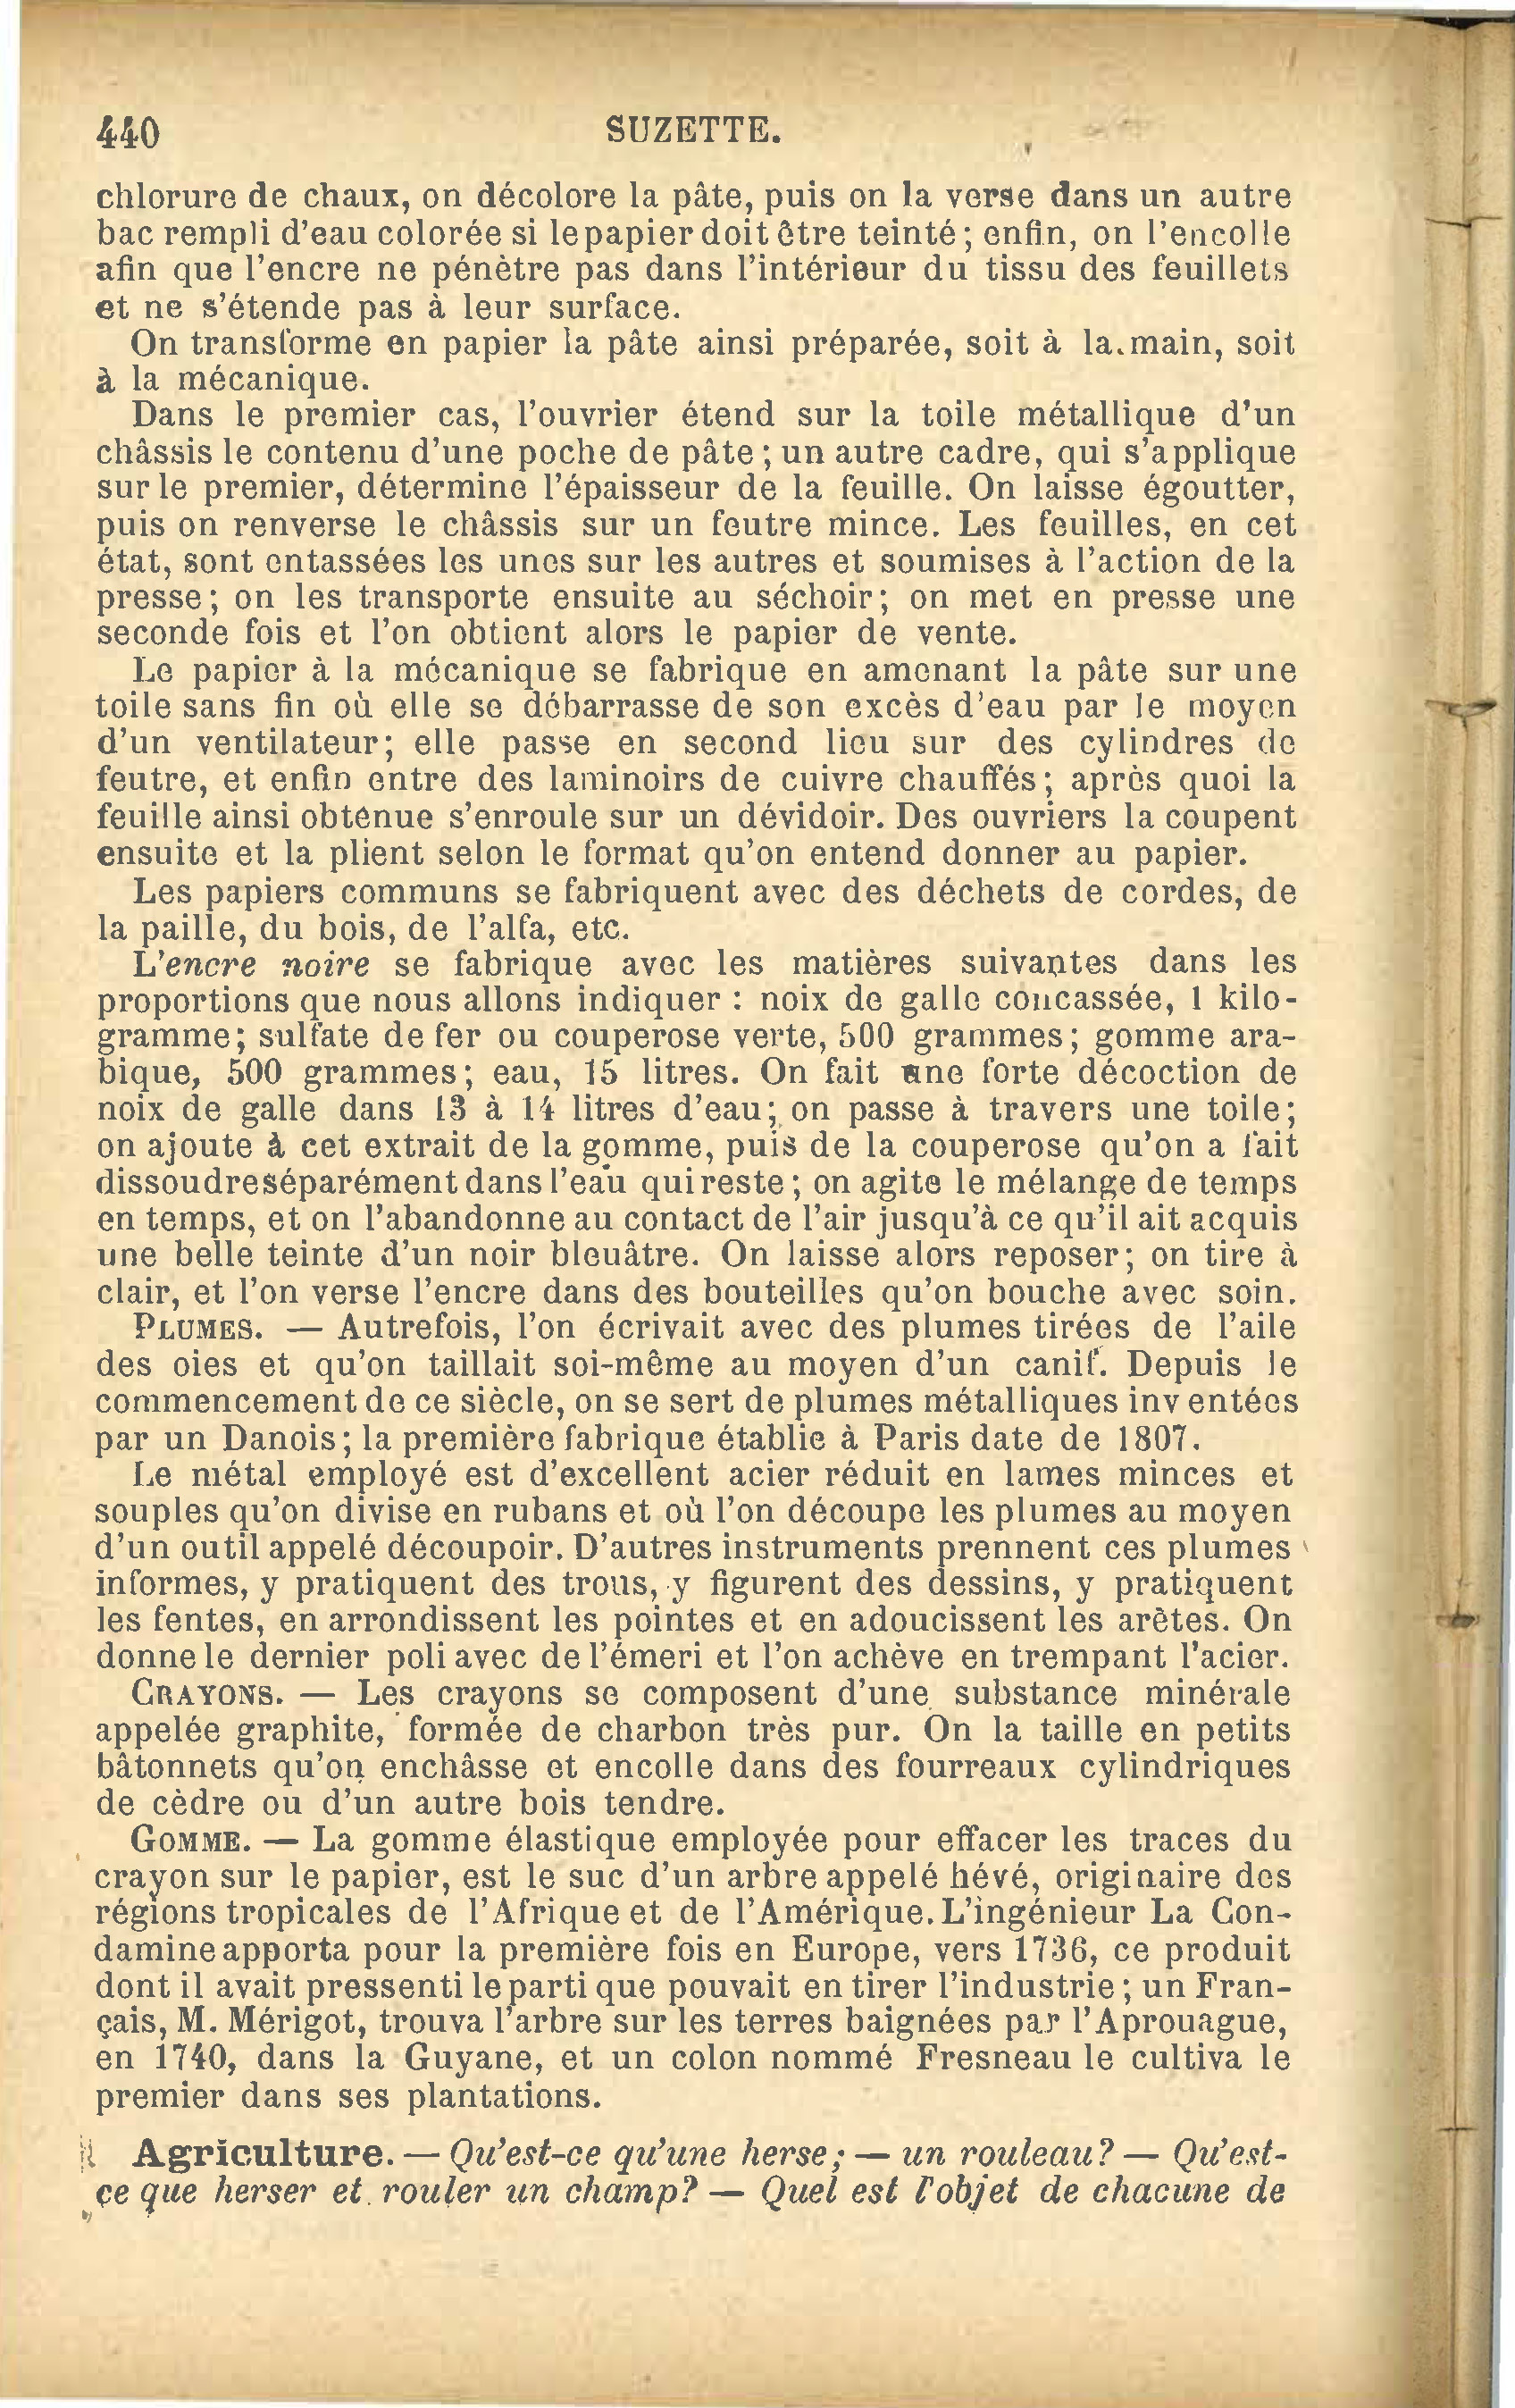 440 SUZETTE.
chlorure de chaux, on décolore la pâte, puis on la verse dans un autre
bac rempli d'eau colorée si le papier doit être teinté; enfin, on l'encolle
afin que l'encre ne pénètre pas dans l'intérieur du tissu des feuillets
et ne s'étende pas à leur surface.
On transforme en papier la pâte ainsi préparée, soit à la main, soit
à la mécanique.
Dans le premier cas, l'ouvrier étend sur la toile métallique d'un
châssis le contenu d'une poche de pâte; un autre cadre, qui s'applique
sur le premier, détermine l'épaisseur de la feuille. On laisse égoutter,
puis on renverse le châssis sur un feutre mince. Les feuilles, en cet
état, sont entassées les unes sur les autres et soumises à l'action de la
presse; on les transporte ensuite au séchoir; on met en presse une
seconde fois et l'on obtient alors le papier de vente.
Le papier à la mécanique se fabrique en amenant la pâte sur une
toile sans fin où elle se débarrasse de son excès d'eau par le moyen
d'un ventilateur; elle passe en second lieu sur des cylindres de
feutre, et enfin entre des laminoirs de cuivre chauffés; après quoi la
feuille ainsi obtenue s'enroule sur un dévidoir. Des ouvriers la coupent
ensuite et la plient selon le format qu'on entend donner au papier.
Les papiers communs se fabriquent avec des déchets de cordes, de
la paille, du bois, de l'alfa, etc.
L'encre noire se fabrique avec les matières suivantes dans les
proportions que nous allons indiquer : noix de galle concassée, 1 kilo-
gramme; sulfate de fer ou couperose verte, 500 grammes; gomme ara-
bique, 500 grammes; eau, 15 litres. On fait une forte décoction de
noix de galle dans 13 à 14 litres d'eau; on passe à travers une toile;
on ajoute à cet extrait de la gomme, puis de la couperose qu'on a fait
dissoudre séparément dans l'eau qui reste; on agite le mélange de temps
en temps, et on l'abandonne au contact de l'air jusqu'à ce qu'il ait acquis
une belle teinte d'un noir bleuâtre. On laisse alors reposer; on tire à
clair, et l'on verse l'encre dans des bouteilles qu'on bouche avec soin.
PLUMES. — Autrefois, l'on écrivait avec des plumes tirées de l'aile
des oies et qu'on taillait soi-même au moyen d'un canif. Depuis le
commencement de ce siècle, on se sert de plumes métalliques inventées
par un Danois; la première fabrique établie à Paris date de 1807.
Le métal employé est d'excellent acier réduit en lames minces et
souples qu'on divise en rubans et où l'on découpe les plumes au moyen
d'un outil appelé découpoir. D'autres instruments prennent ces plumes
informes, y pratiquent des trous, y figurent des dessins, y pratiquent
les fentes, en arrondissent les pointes et en adoucissent les arêtes. On
donne le dernier poli avec de l'émeri et l'on achève en trempant l'acier.
CRAYONS. — Les crayons se composent d'une substance minérale
appelée graphite, formée de charbon très pur. On la taille en petits
bâtonnets qu'on enchâsse et encolle dans des fourreaux cylindriques
de cèdre ou d'un autre bois tendre.
GOMME. — La gomme élastique employée pour effacer les traces du
crayon sur le papier, est le suc d'un arbre appelé hévé, originaire des
régions tropicales de l'Afrique et de l'Amérique. L'ingénieur La Con-
damine apporta pour la première fois en Europe, vers 1736, ce produit
dont il avait pressenti le parti que pouvait en tirer l'industrie; un Fran-
çais, M. Mérigot, trouva l'arbre sur les terres baignées par l'Aprouague,
en 1740, dans la Guyane, et un colon nommé Fresneau le cultiva le
premier dans ses plantations.
Agriculture. — Qu'est-ce qu'une herse; — un rouleau? — Qu'est-
ce que herser et rouler un champ? — Quel est l'objet de chacune de